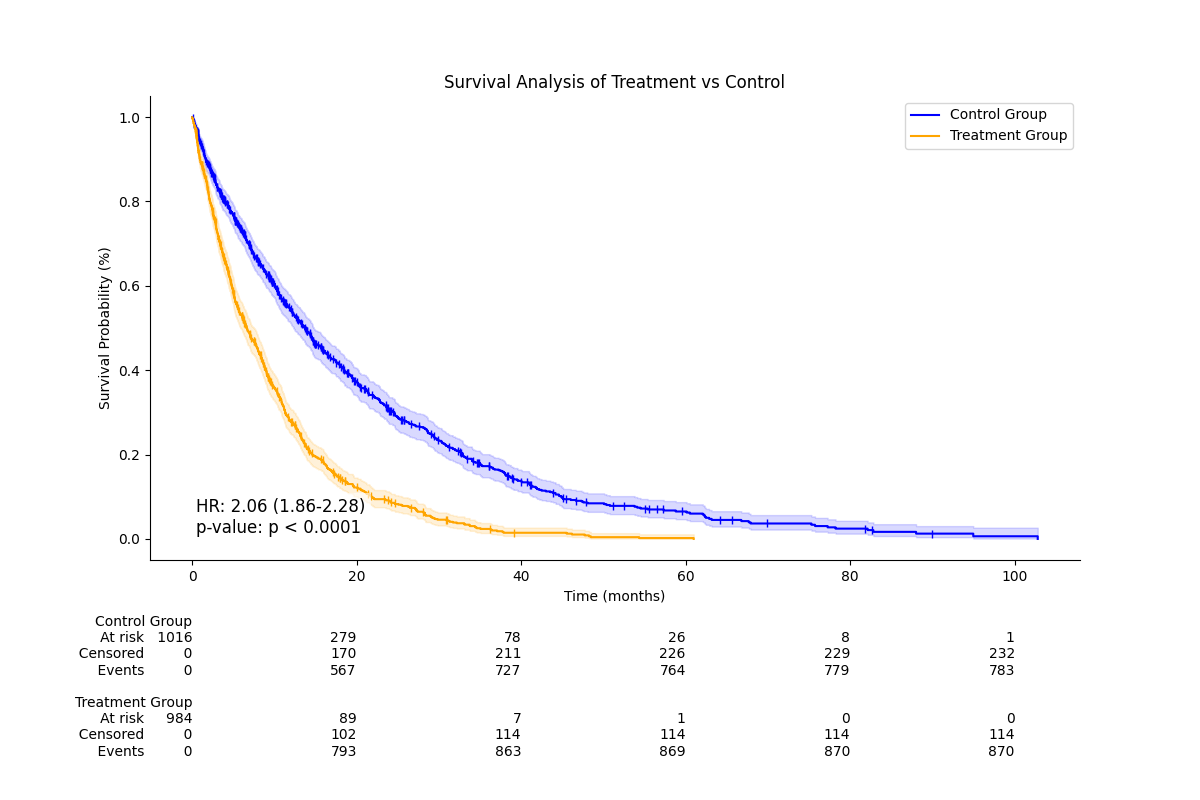 Survival Analysis of Treatment vs Control
Control Group
Treatment Group
Survival Probability (%)
1.0
0.8
0.6
0.4
0.2
0.0
HR: 2.06 (1.86-2.28)
p-value: p < 0.0001
0 20 40 60 80 100
Time (months)
Control Group
At risk 1016 279 78 26 8 1
Censored 0 170 211 226 229 232
Events 0 567 727 764 779 783
Treatment Group
At risk 984 89 7 1 0 0
Censored 0 102 114 114 114 114
Events 0 793 863 869 870 870